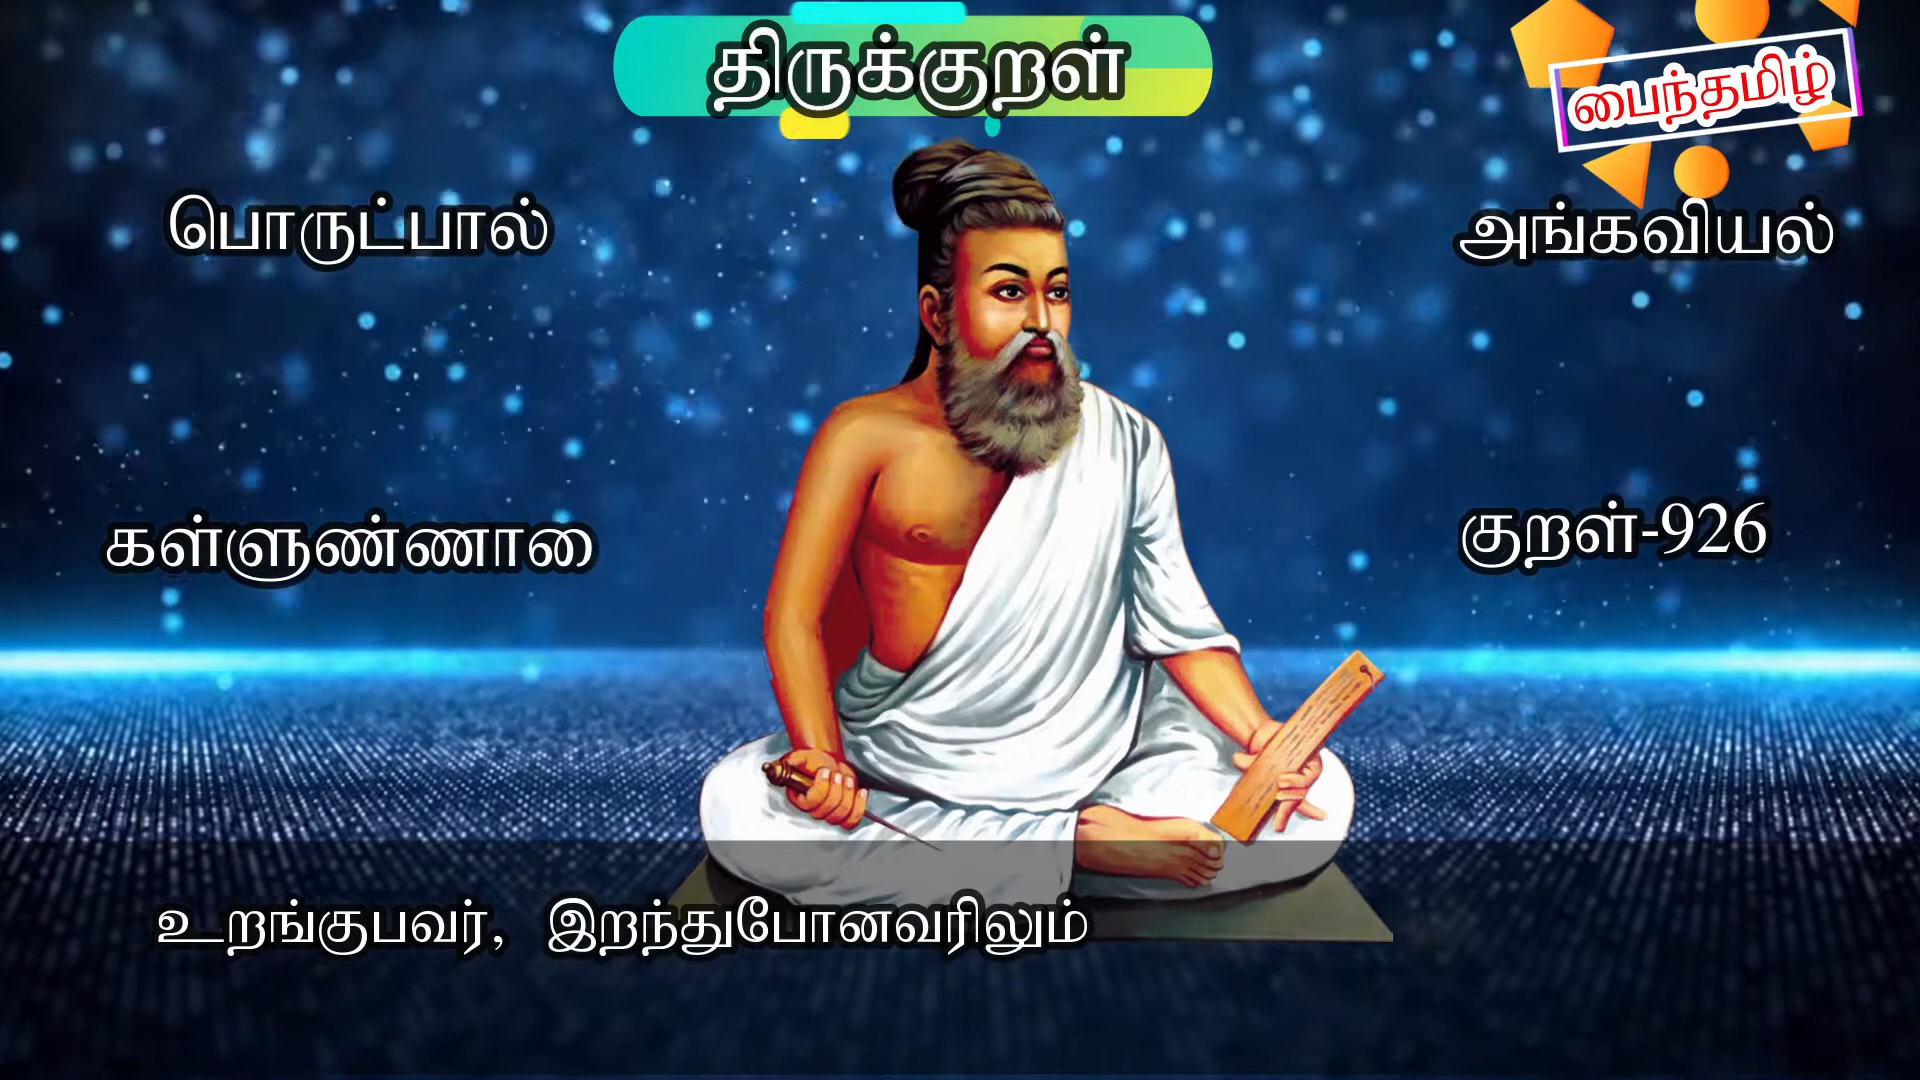 திருக்குறள்
பைந்தமிழ்
பொருட்பால்
அங்கவியல்
கள்ளுண்ணாமை
குறள்-926
உறங்குபவர், இறந்துபோனவரிலும்